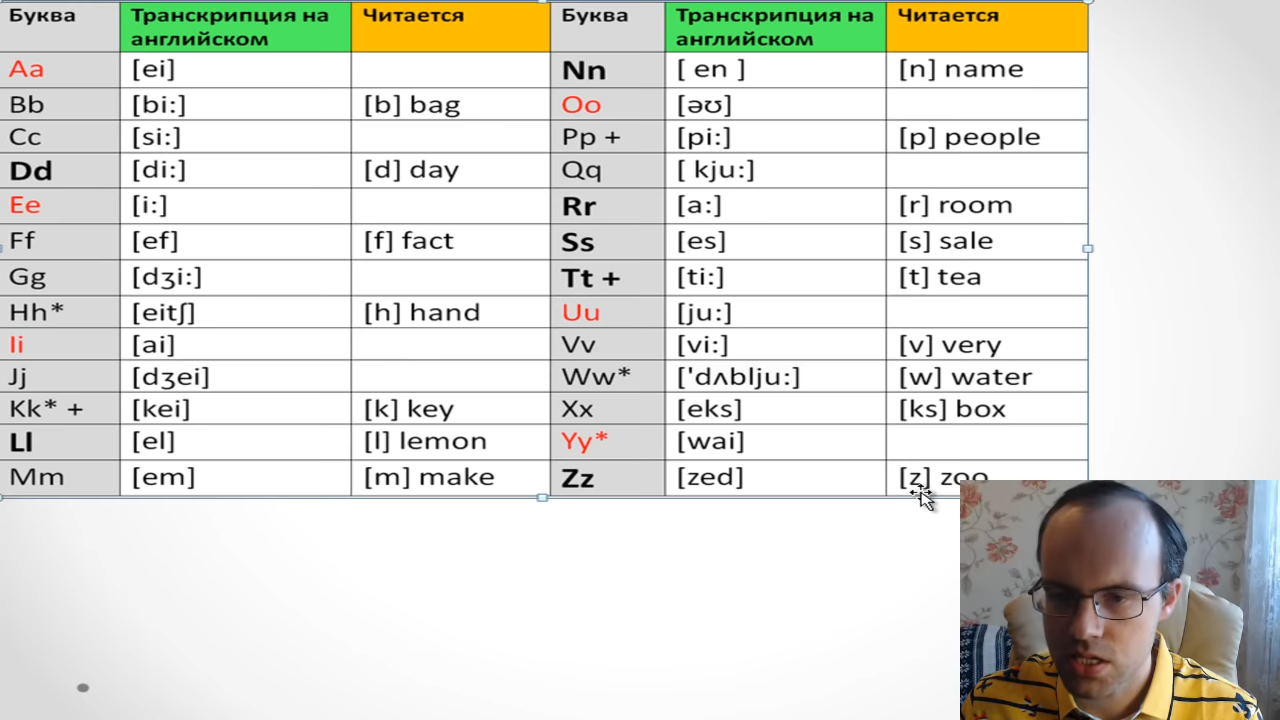 Буква Транскрипция на английском Читается Буква Транскрипция на английском Читается
Aa [ei] Nn [ en ] [n] name
Bb [bi:] [b] bag Oo [əʊ]
Cc [si:] Pp + [pi:] [p] people
Dd [di:] [d] day Qq [ kju:]
Ee [i:] Rr [a:] [r] room
Ff [ef] [f] fact Ss [es] [s] sale
Gg [dʒi:] Tt + [ti:] [t] tea
Hh* [eitʃ] [h] hand Uu [ju:]
Ii [ai] Vv [vi:] [v] very
Jj [dʒei] Ww* ['dʌblju:] [w] water
Kk* + [kei] [k] key Xx [eks] [ks] box
Ll [el] [l] lemon Yy* [wai]
Mm [em] [m] make Zz [zed] [z] zoo